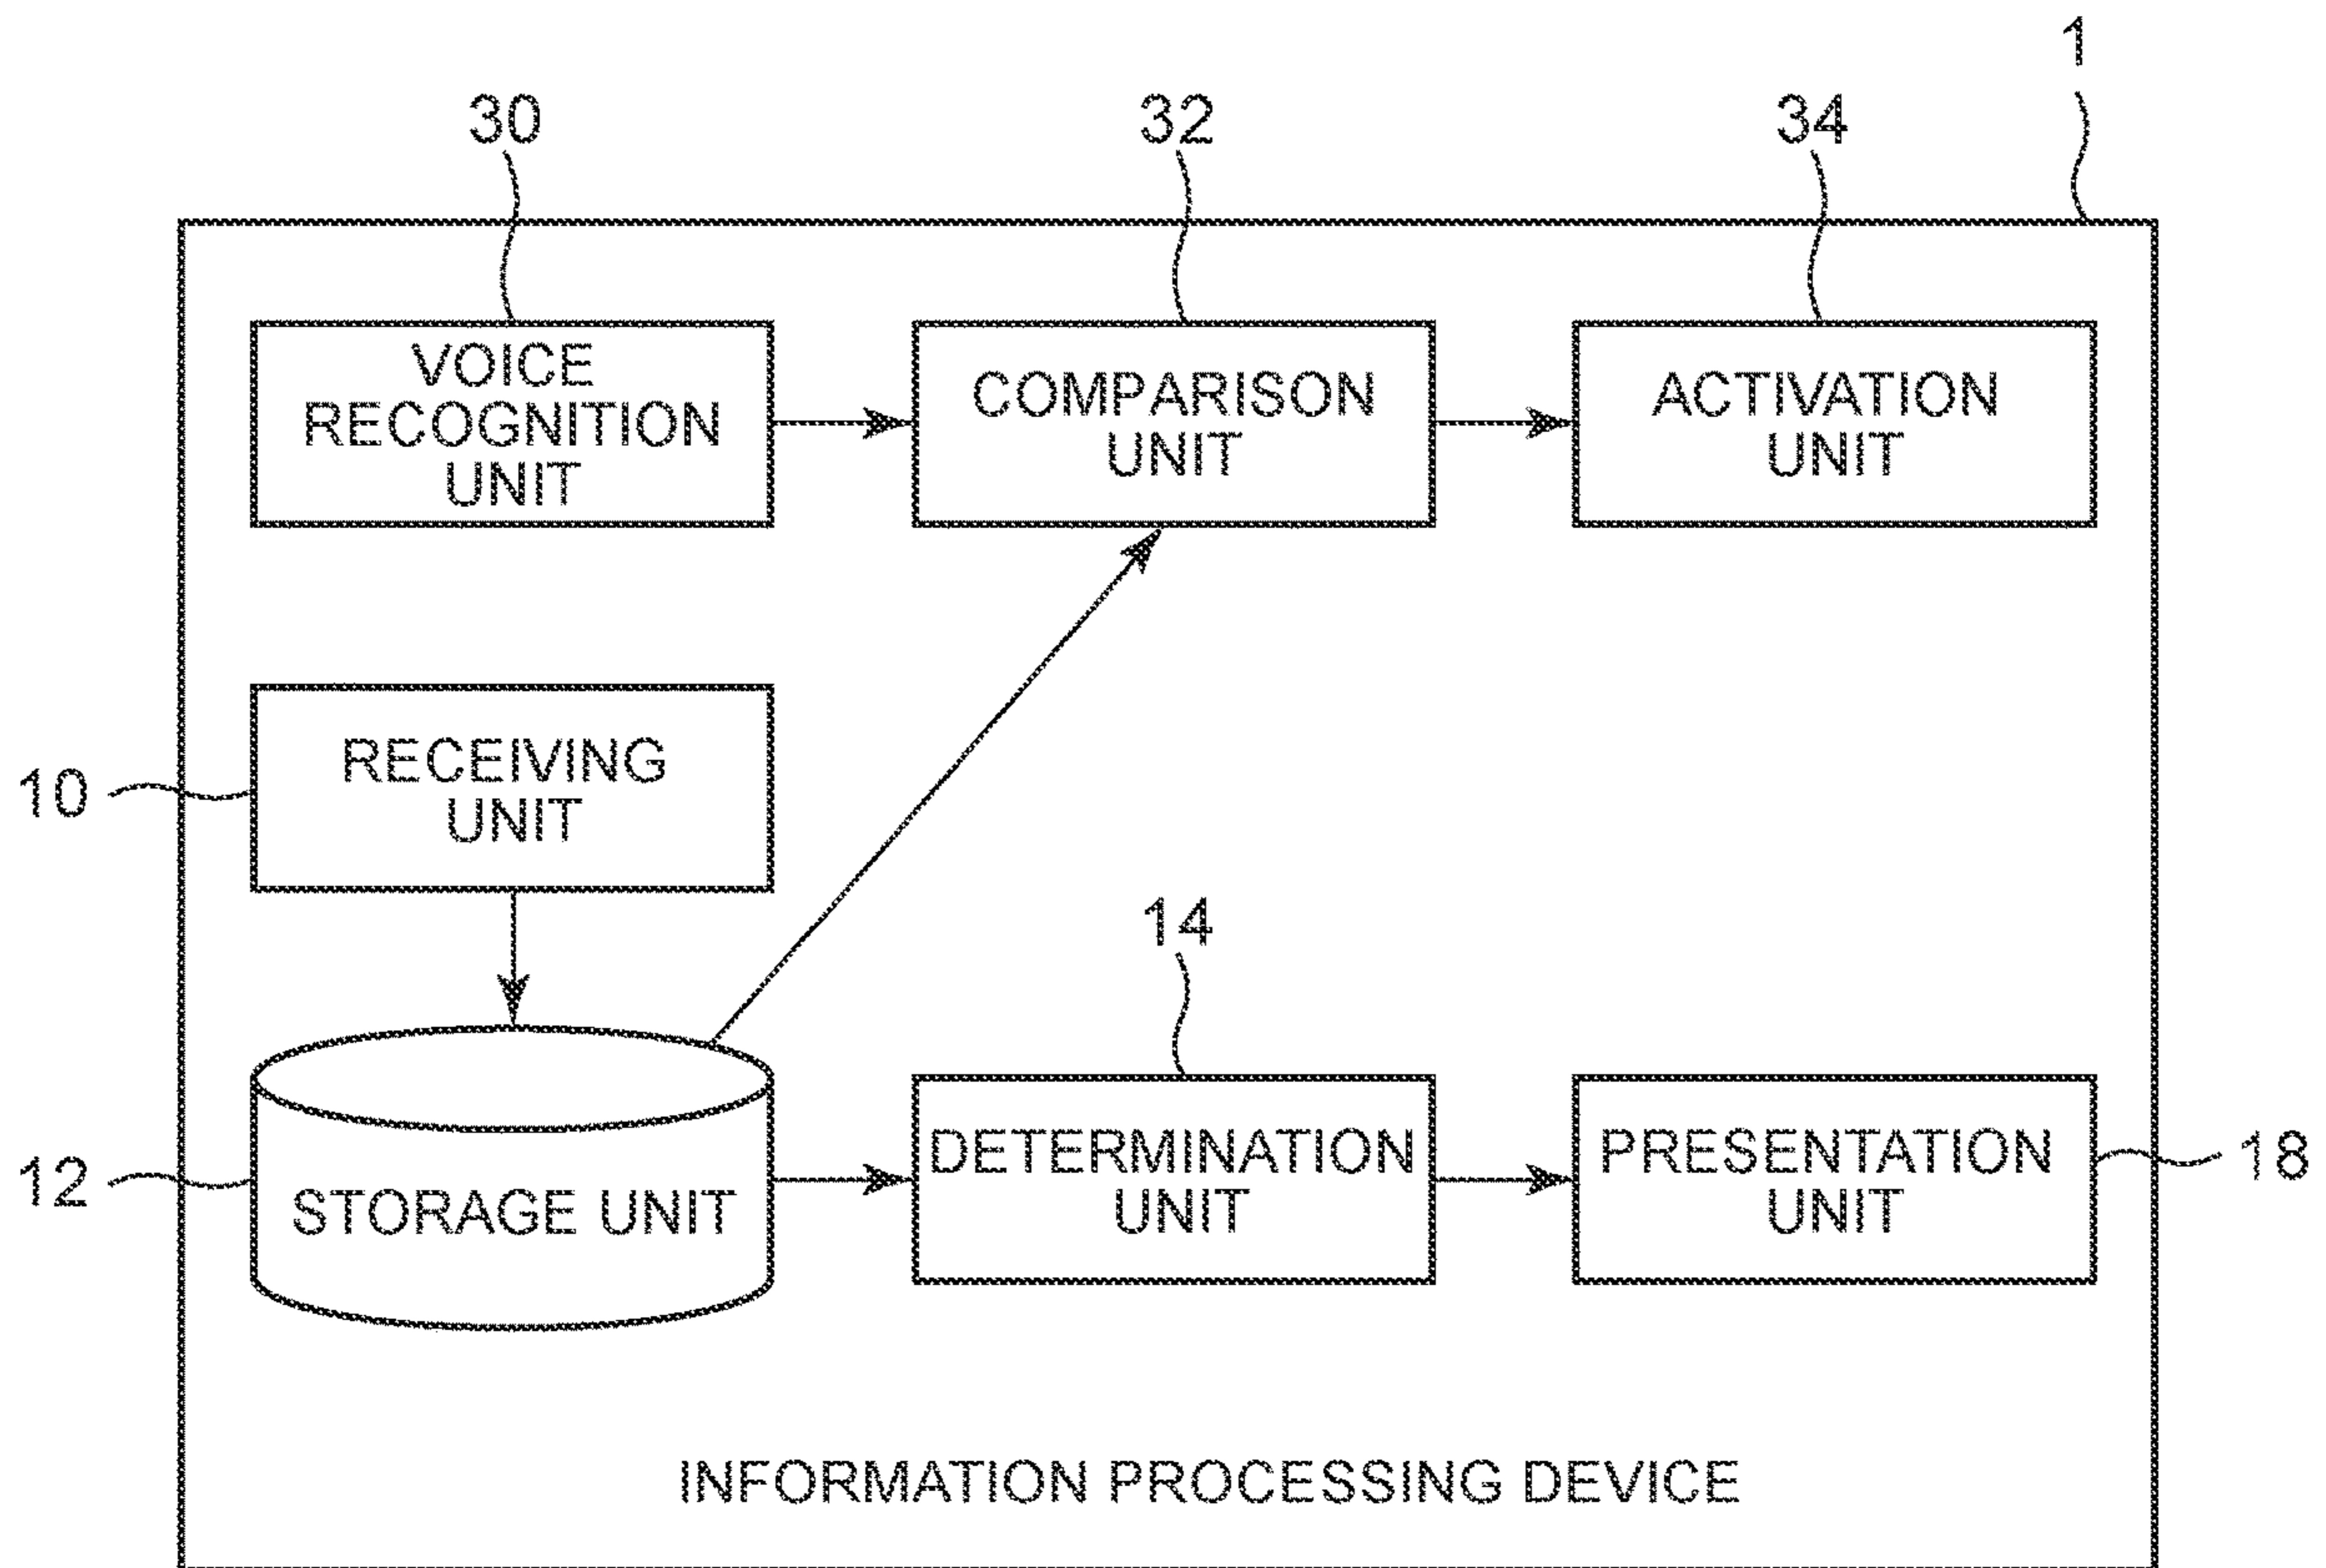 1
30
32
34
VOICE
RECOGNITION
UNIT
COMPARISON
UNIT
ACTIVATION
UNIT
10
RECEIVING
UNIT
14
12
STORAGE UNIT
DETERMINATION
UNIT
PRESENTATION
UNIT
18
INFORMATION PROCESSING DEVICE